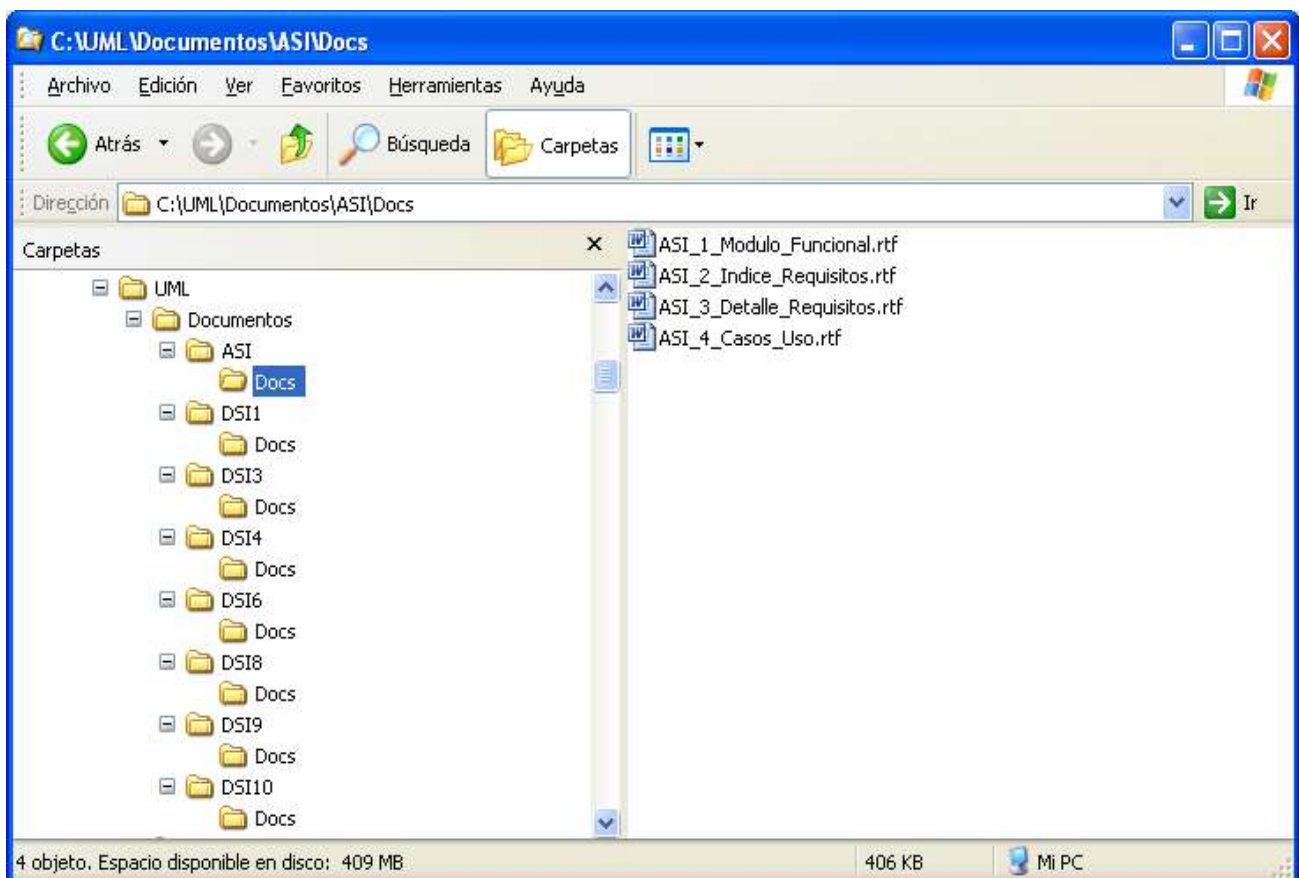 C:\UML\Documentos\ASI\Docs
Archivo Edición Ver Favoritos Herramientas Ayuda
Atrás Búsqueda Carpetas
Dirección C:\UML\Documentos\ASI\Docs Ir
Carpetas
UML
Documentos
ASI
Docs
DSI1
Docs
DSI3
Docs
DSI4
Docs
DSI6
Docs
DSI8
Docs
DSI9
Docs
DSI10
Docs
ASI_1_Modulo_Funcional.rtf
ASI_2_Indice_Requisitos.rtf
ASI_3_Detalle_Requisitos.rtf
ASI_4_Casos_Uso.rtf
4 objeto. Espacio disponible en disco: 409 MB 406 KB Mi PC